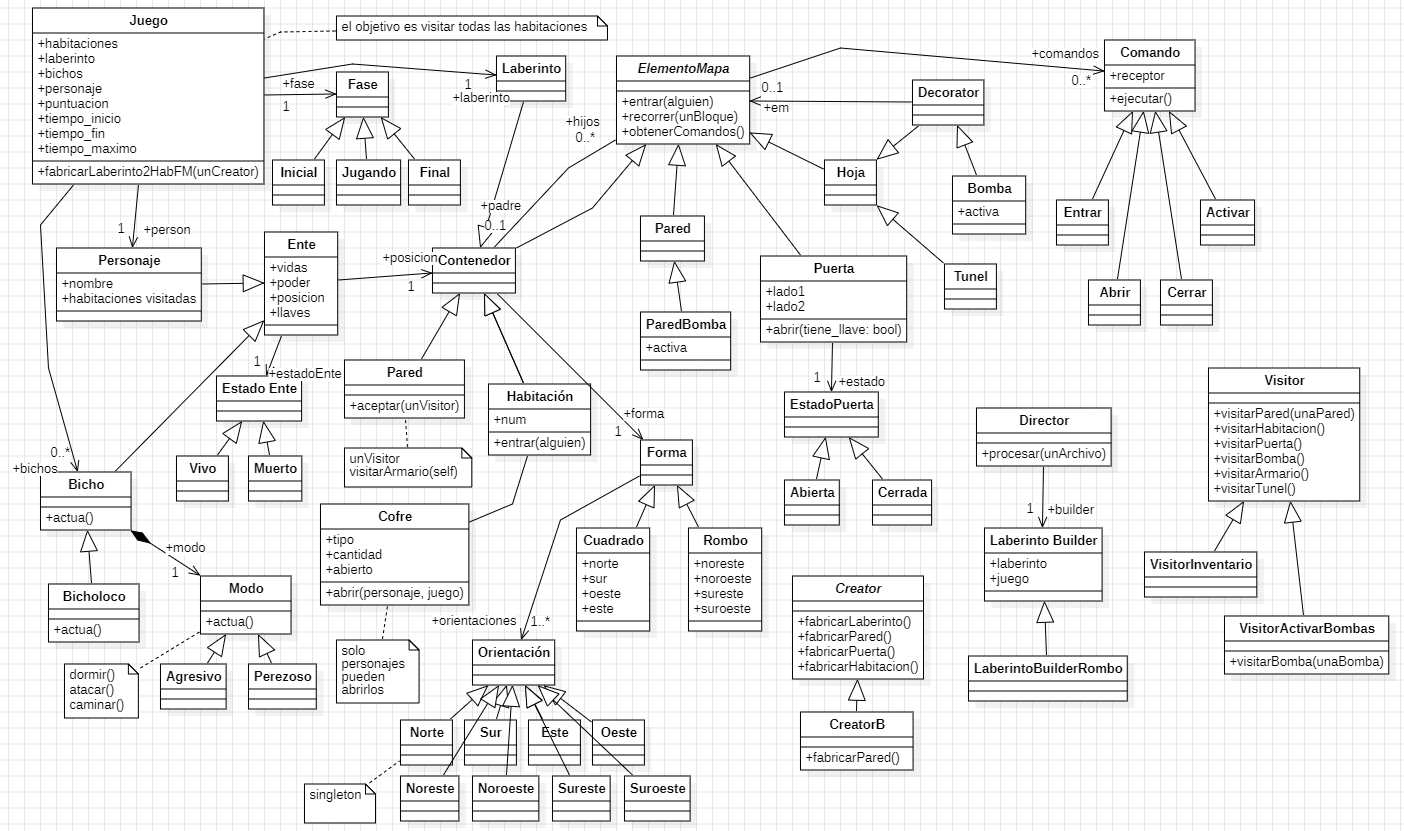 Juego
+habitaciones
+laberinto
+bichos
+personaje
+puntuacion
+tiempo_inicio
+tiempo_fin
+tiempo_maximo
+fabricarLaberinto2HabFM(unCreator)
el objetivo es visitar todas las habitaciones
+fase
1
Fase
Inicial
Jugando
Final
1
+laberinto
Laberinto
ElementoMapa
+entrar(alguien)
+recorrer(unBloque)
+obtenerComandos()
+hijos
0..*
+comandos
0..*
Comando
+receptor
+ejecutar()
Entrar
Activar
Abrir
Cerrar
0..1
+em
Decorator
Hoja
Bomba
+activa
Tunel
+padre
0..1
1
+person
Personaje
+nombre
+habitaciones visitadas
Ente
+vidas
+poder
+posicion
+llaves
+posicion
1
Contenedor
Pared
ParedBomba
+activa
Puerta
+lado1
+lado2
+abrir(tiene_llave: bool)
1
+estado
EstadoPuerta
Abierta
Cerrada
1
+estadoEnte
Estado Ente
Vivo
Muerto
Pared
+aceptar(unVisitor)
unVisitor
visitarArmario(self)
Habitación
+num
+entrar(alguien)
+forma
1
Forma
Cuadrado
+norte
+sur
+oeste
+este
Rombo
+noreste
+noroeste
+sureste
+suroeste
0..*
+bichos
Bicho
+actua()
Bicholoco
+actua()
+modo
1
Modo
+actua()
dormir()
atacar()
caminar()
Agresivo
Perezoso
Cofre
+tipo
+cantidad
+abierto
+abrir(personaje, juego)
solo
personajes
pueden
abrirlos
+orientaciones
1..*
Orientación
Norte
Sur
Este
Oeste
Noreste
Noroeste
Sureste
Suroeste
singleton
Director
+procesar(unArchivo)
1
+builder
Laberinto Builder
+laberinto
+juego
LaberintoBuilderRombo
Creator
+fabricarLaberinto()
+fabricarPared()
+fabricarPuerta()
+fabricarHabitacion()
CreatorB
+fabricarPared()
Visitor
+visitarPared(unaPared)
+visitarHabitacion()
+visitarPuerta()
+visitarBomba()
+visitarArmario()
+visitarTunel()
VisitorInventario
VisitorActivarBombas
+visitarBomba(unaBomba)